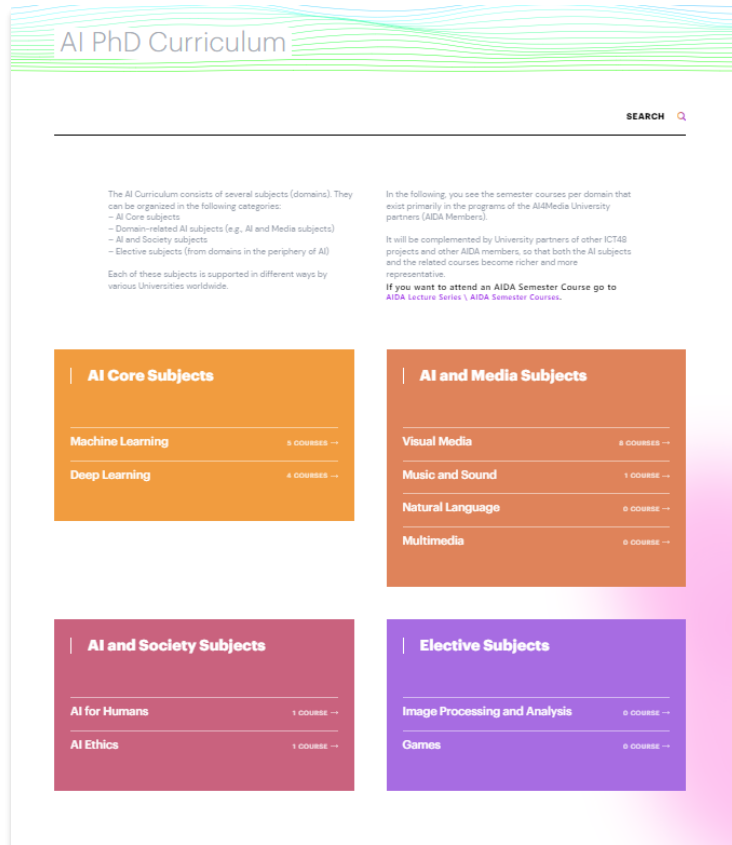 AI PhD Curriculum
SEARCH
The AI Curriculum consists of several subjects (domains). They
can be organized in the following categories:
– AI Core subjects
– Domain-related AI subjects (e.g., AI and Media subjects)
– AI and Society subjects
– Elective subjects (from domains in the periphery of AI)
Each of these subjects is supported in different ways by
various Universities worldwide.
In the following, you see the semester courses per domain that
exist primarily in the programs of the AI4Media University
partners (AIDA Members).
It will be complemented by University partners of other ICT48
projects and other AIDA members, so that both the AI subjects
and the related courses become richer and more
representative.
If you want to attend an AIDA Semester Course go to
AIDA Lecture Series \ AIDA Semester Courses.
AI Core Subjects
Machine Learning 5 COURSES →
Deep Learning 4 COURSES →
AI and Media Subjects
Visual Media 8 COURSES →
Music and Sound 1 COURSE →
Natural Language 0 COURSE →
Multimedia 0 COURSE →
AI and Society Subjects
AI for Humans 1 COURSE →
AI Ethics 1 COURSE →
Elective Subjects
Image Processing and Analysis 0 COURSE →
Games 0 COURSE →